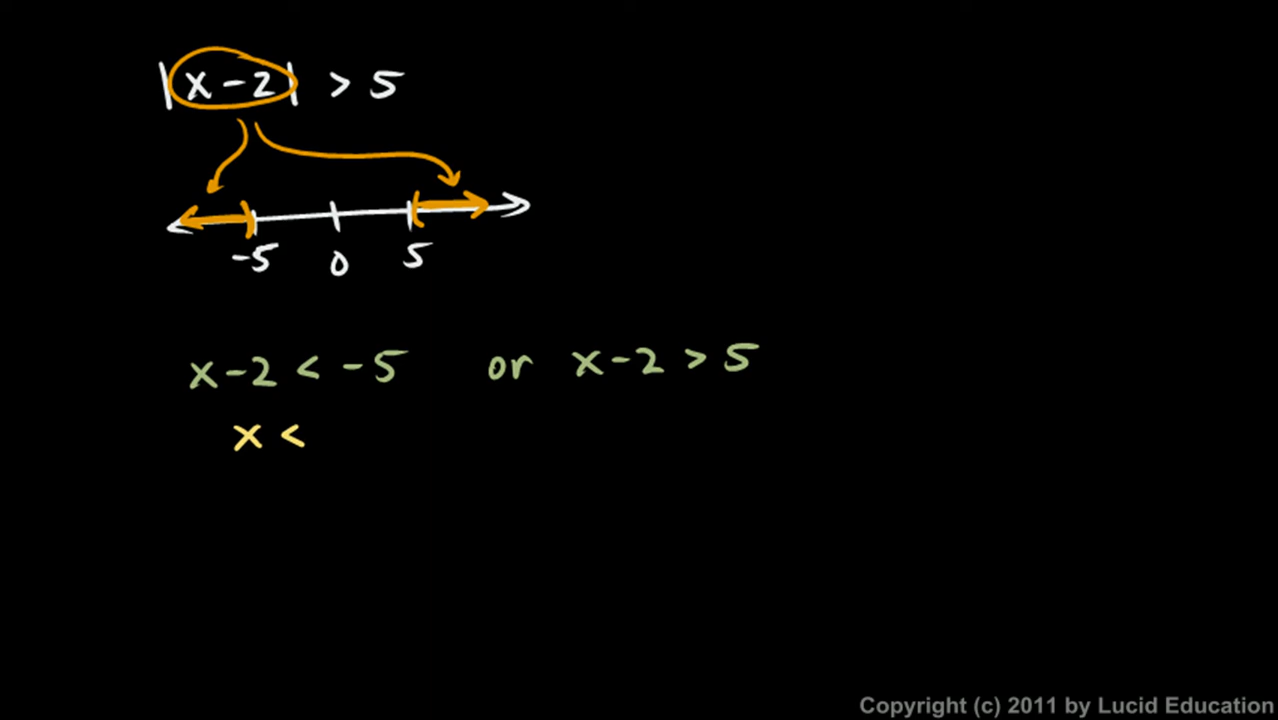 |x-2| > 5
-5 0 5
x-2 < -5 or x-2 > 5
x <
Copyright (c) 2011 by Lucid Education